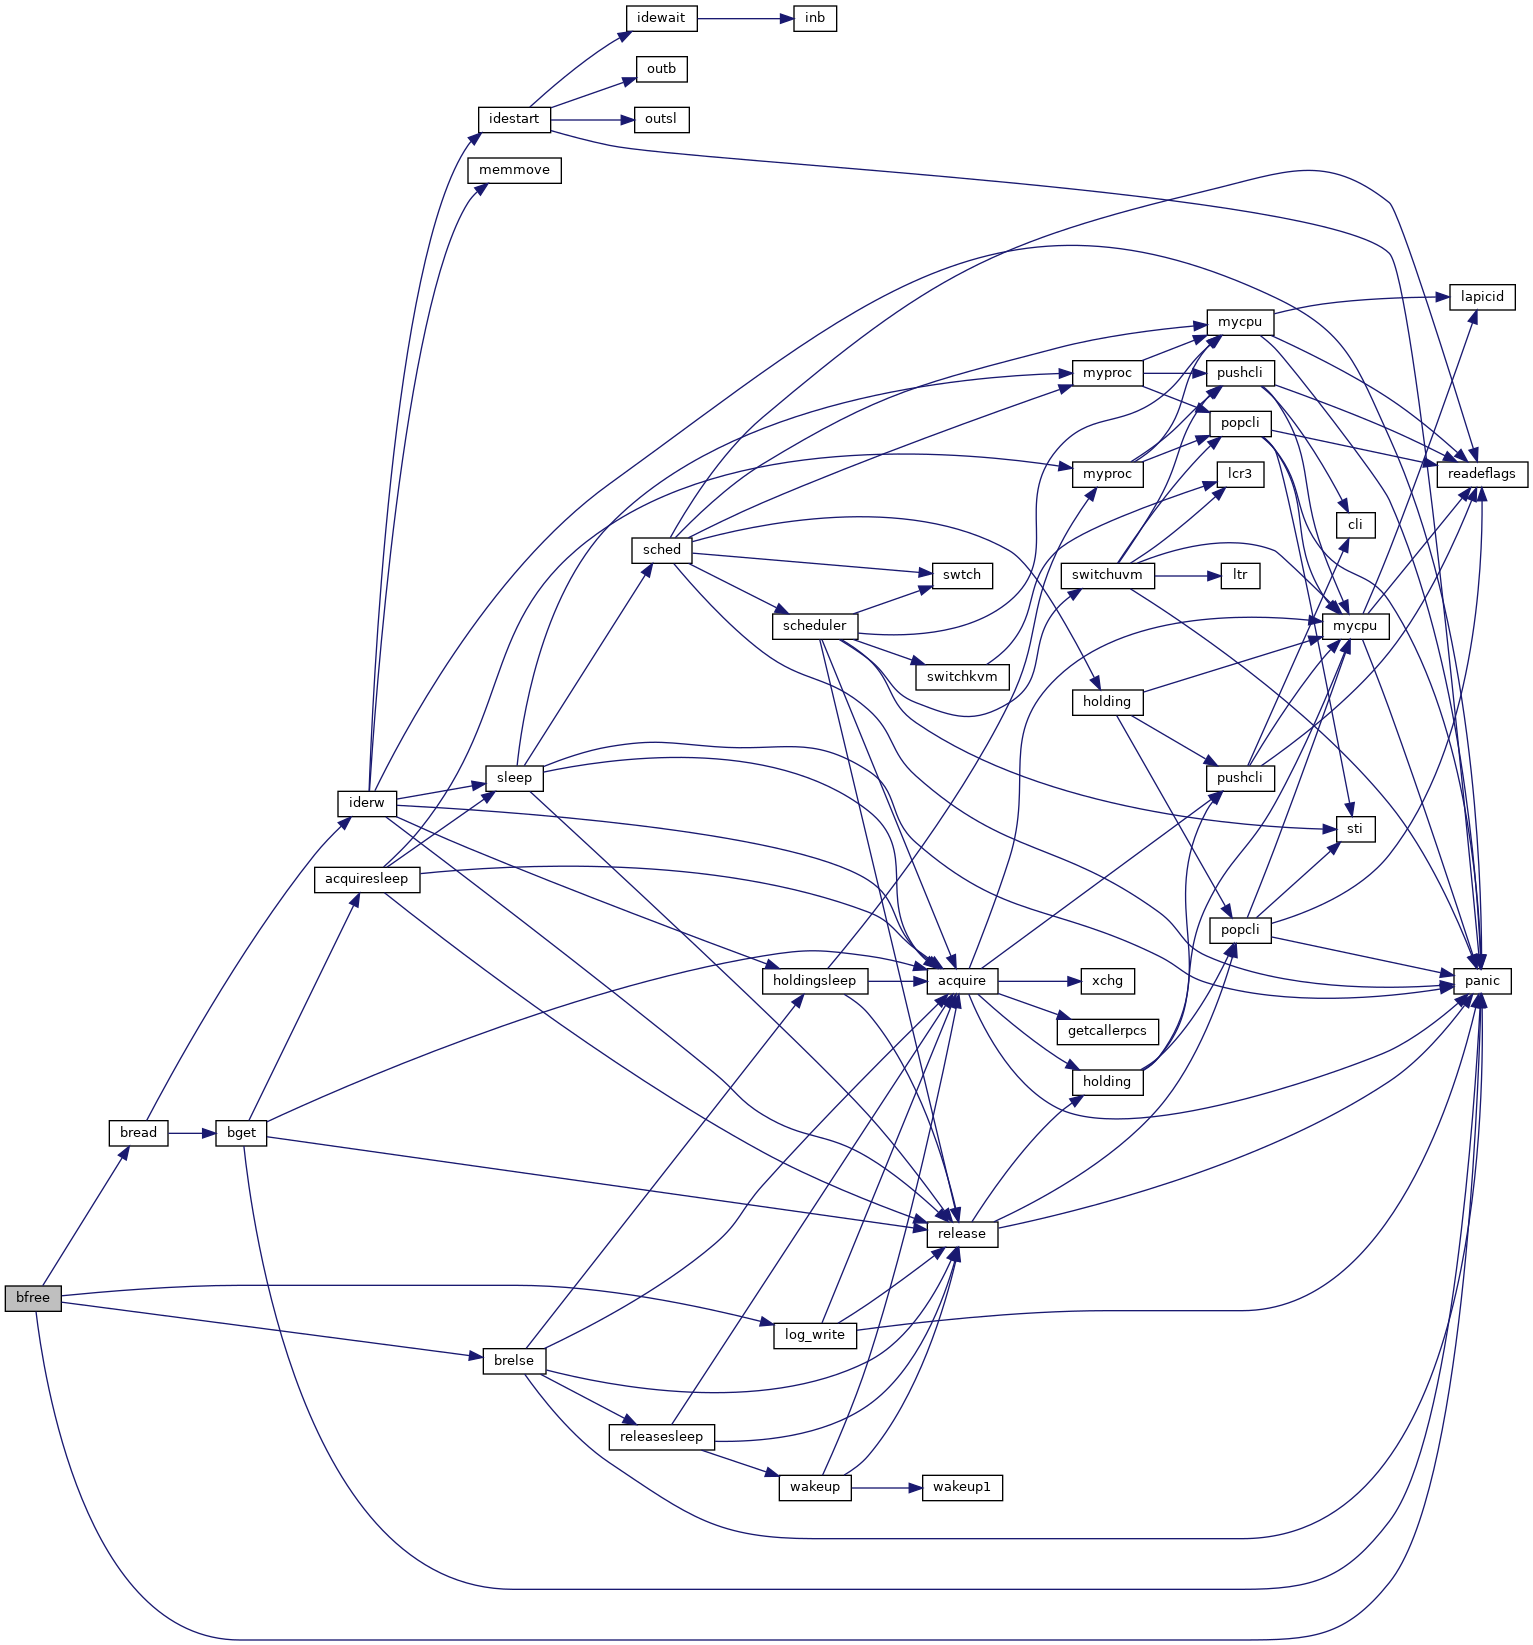 idewait
inb
outb
idestart
outsl
memmove
lapicid
mycpu
myproc
pushcli
popcli
myproc
lcr3
readeflags
cli
sched
swtch
switchuvm
ltr
scheduler
mycpu
switchkvm
holding
sleep
pushcli
iderw
sti
acquiresleep
popcli
holdingsleep
acquire
xchg
panic
getcallerpcs
holding
bread
bget
release
bfree
log_write
brelse
releasesleep
wakeup
wakeup1